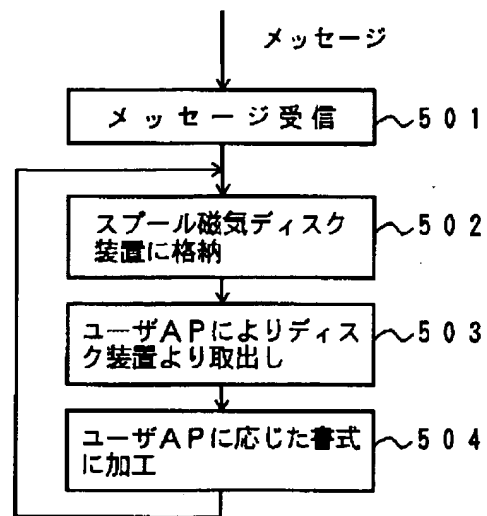 メッセージ
メッセージ受信
501
スプール磁気ディスク
装置に格納
502
ユーザAPによりディス
ク装置より取出し
503
ユーザAPに応じた書式
に加工
504